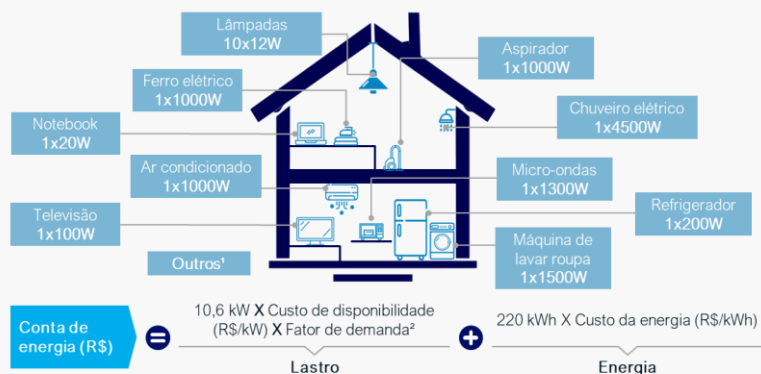 Lâmpadas
10x12W
Aspirador
1x1000W
Ferro elétrico
1x1000W
Chuveiro elétrico
1x4500W
Notebook
1x20W
Ar condicionado
1x1000W
Micro-ondas
1x1300W
Refrigerador
1x200W
Televisão
1x100W
Máquina de
lavar roupa
1x1500W
Outros¹
Conta de
energia (R$)
=
10,6 kW X Custo de disponibilidade
(R$/kW) X Fator de demanda²
Lastro
+
220 kWh X Custo da energia (R$/kWh)
Energia